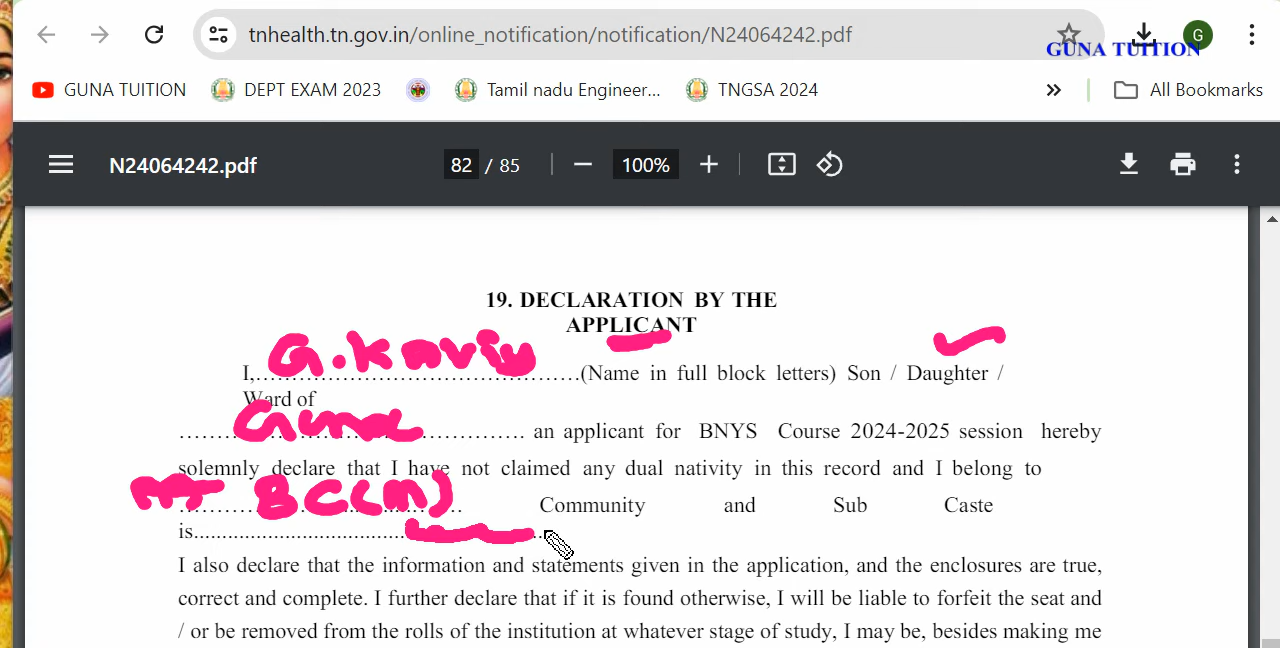 tnhealth.tn.gov.in/online_notification/notification/N24064242.pdf
G
GUNA TUITION
GUNA TUITION
DEPT EXAM 2023
Tamil nadu Engineer...
TNGSA 2024
All Bookmarks
N24064242.pdf
82 / 85
100%
19. DECLARATION BY THE
APPLICANT
I,.......................................(Name in full block letters) Son / Daughter /
Ward of
Guna
......................................... an applicant for BNYS Course 2024-2025 session hereby
solemnly declare that I have not claimed any dual nativity in this record and I belong to
BC(M)
......................................... Community and Sub Caste
is...............................................................
I also declare that the information and statements given in the application, and the enclosures are true,
correct and complete. I further declare that if it is found otherwise, I will be liable to forfeit the seat and
/ or be removed from the rolls of the institution at whatever stage of study, I may be, besides making me